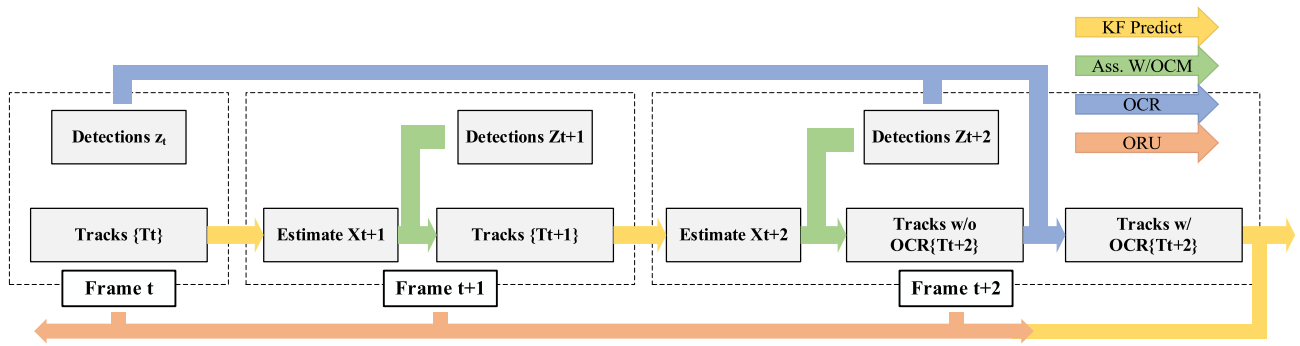 KF Predict
Ass. W/OCM
OCR
ORU
Detections zt
Detections Zt+1
Detections Zt+2
Tracks {Tt}
Estimate Xt+1
Tracks {Tt+1}
Estimate Xt+2
Tracks w/o
OCR{Tt+2}
Tracks w/
OCR{Tt+2}
Frame t
Frame t+1
Frame t+2